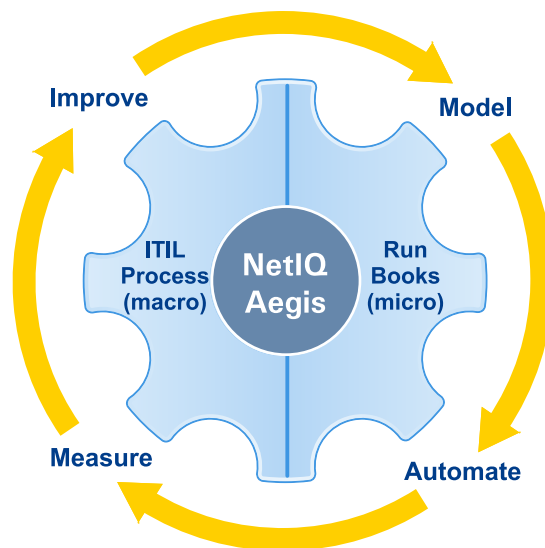 Improve
Model
ITIL
Process
(macro)
NetIQ
Aegis
Run
Books
(micro)
Measure
Automate